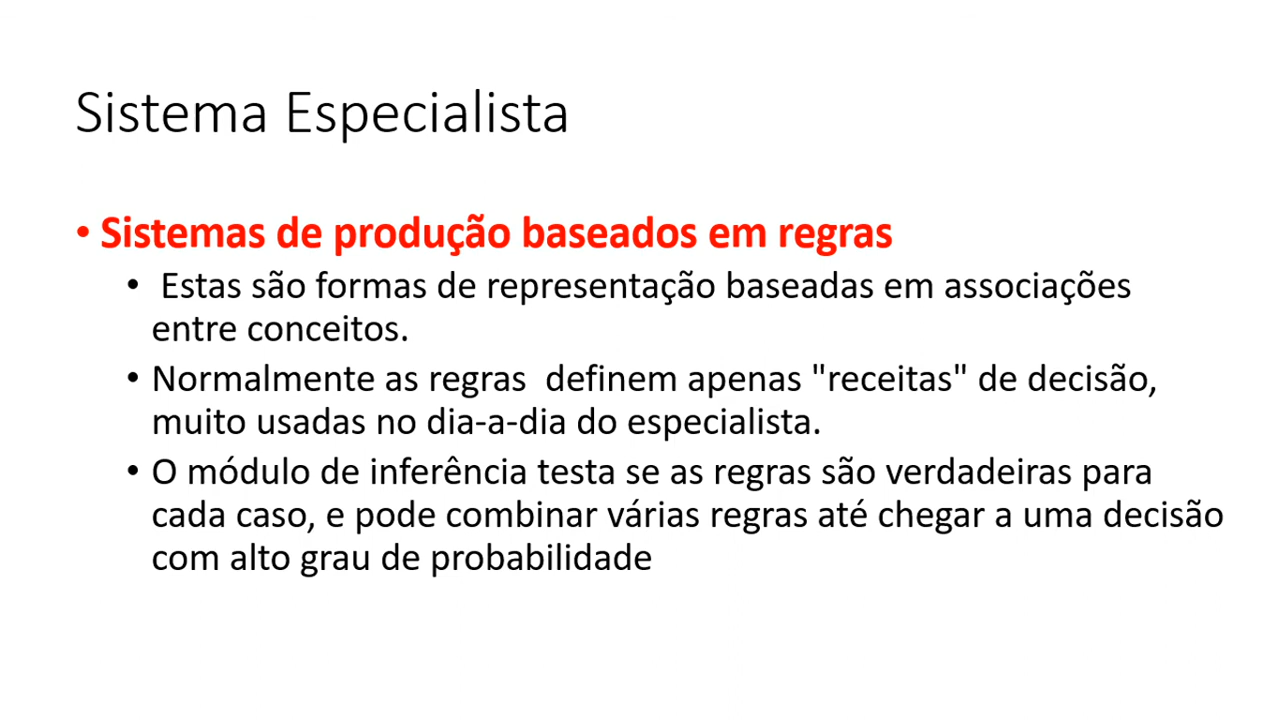 Sistema Especialista
• Sistemas de produção baseados em regras
• Estas são formas de representação baseadas em associações
entre conceitos.
• Normalmente as regras  definem apenas "receitas" de decisão,
muito usadas no dia-a-dia do especialista.
• O módulo de inferência testa se as regras são verdadeiras para
cada caso, e pode combinar várias regras até chegar a uma decisão
com alto grau de probabilidade